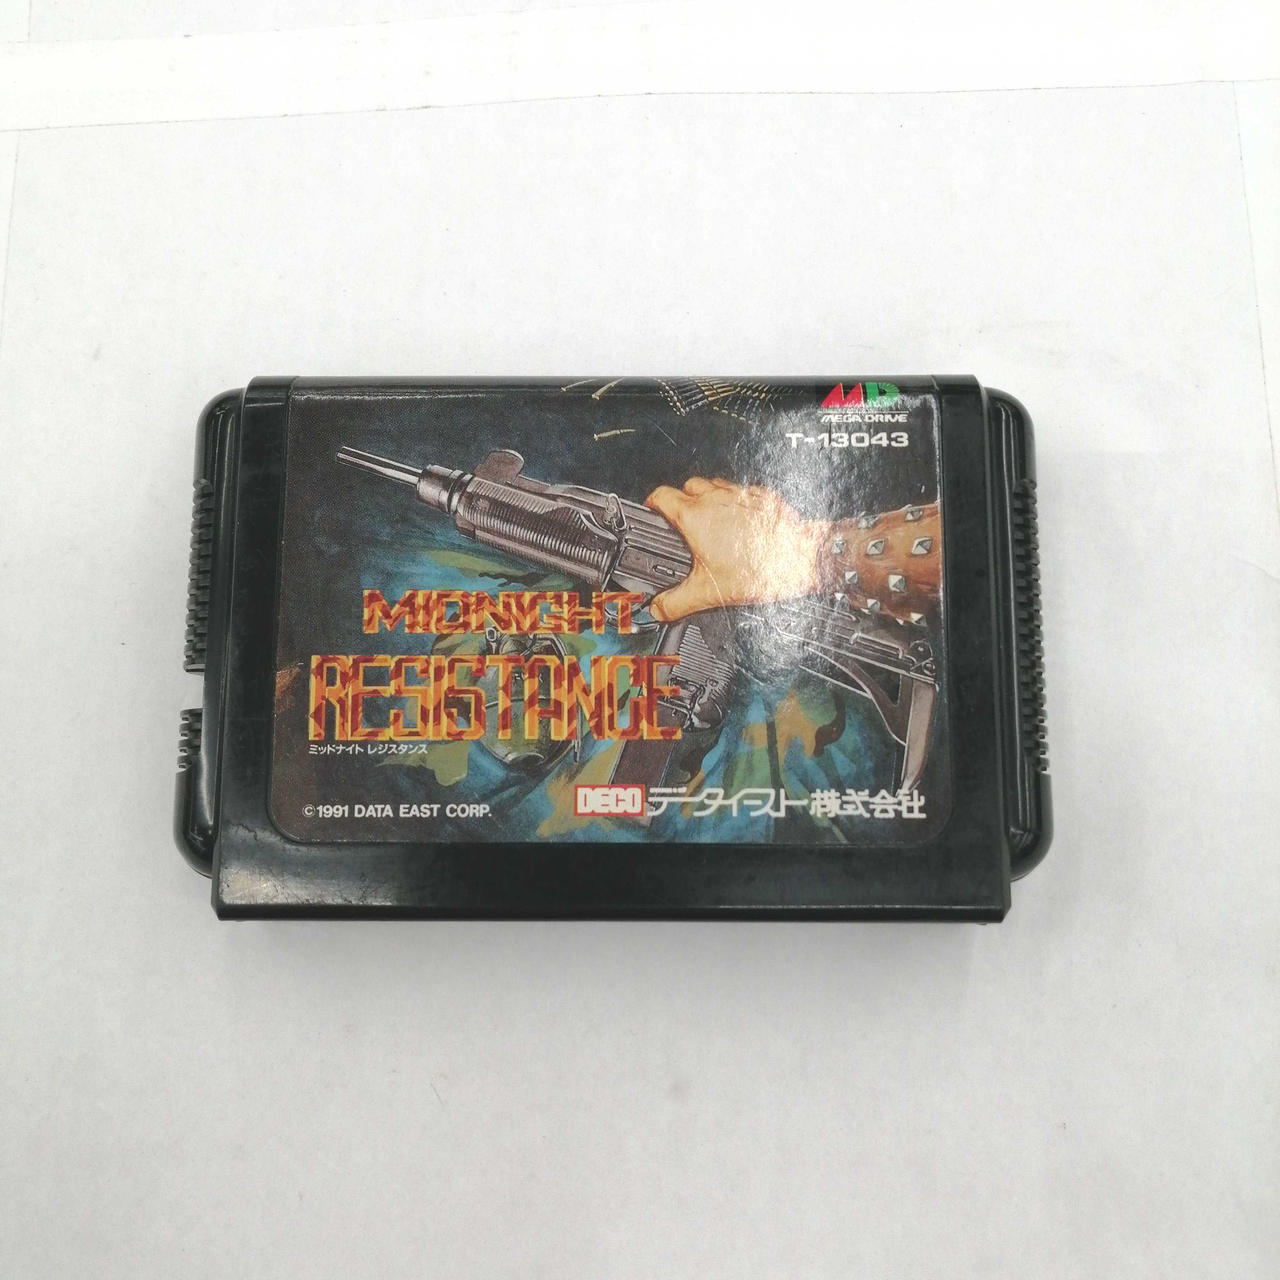 MD
MEGA DRIVE
T-13043
MIDNIGHT
RESISTANCE
ミッドナイト レジスタンス
©1991 DATA EAST CORP.
DECO データイースト株式会社